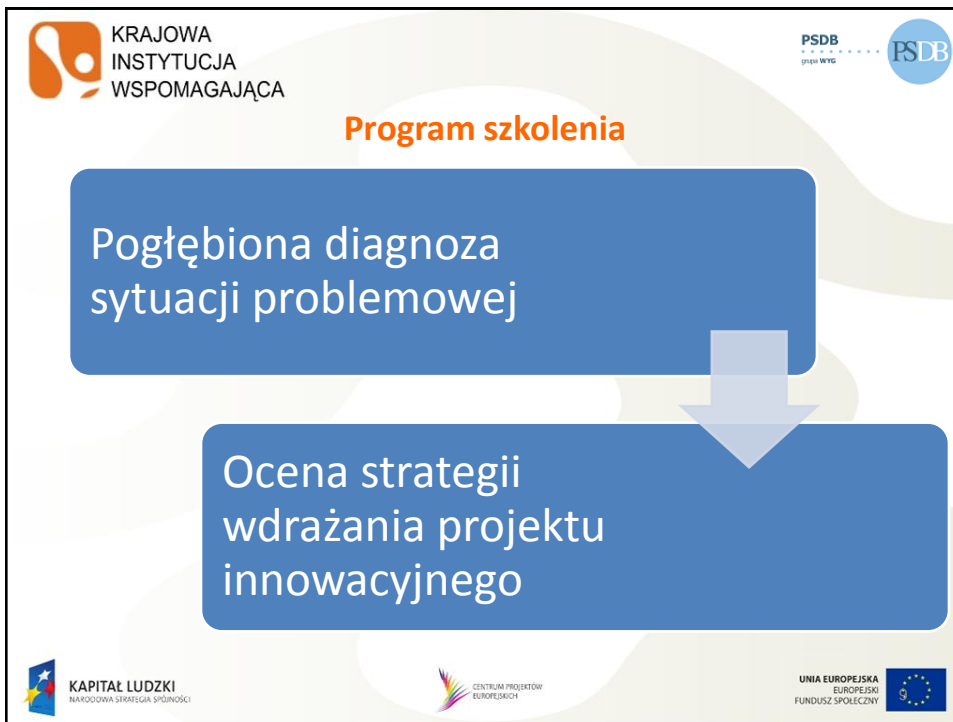 KRAJOWA
INSTYTUCJA
WSPOMAGAJĄCA
PSDB
grupa WYG
PSDB
Program szkolenia
Pogłębiona diagnoza
sytuacji problemowej
Ocena strategii
wdrażania projektu
innowacyjnego
KAPITAŁ LUDZKI
NARODOWA STRATEGIA SPÓJNOŚCI
CENTRUM PROJEKTÓW
EUROPEJSKICH
UNIA EUROPEJSKA
EUROPEJSKI
FUNDUSZ SPOŁECZNY
9